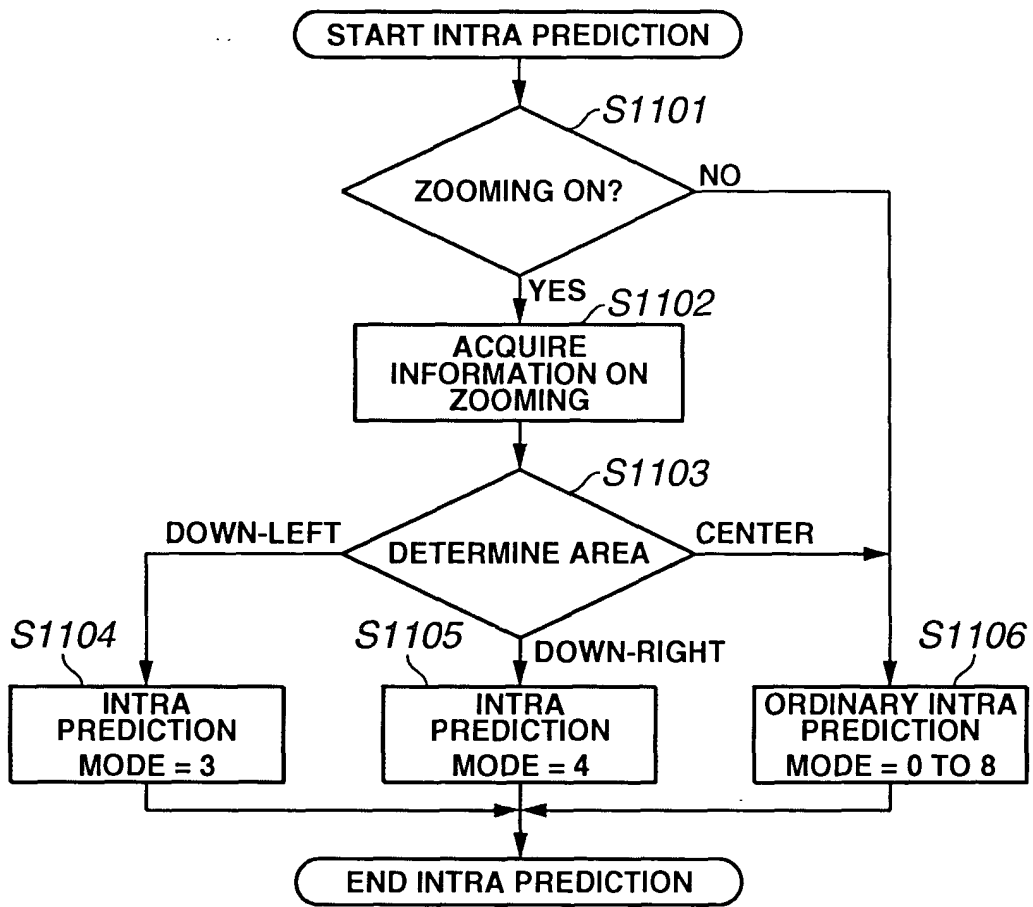 START INTRA PREDICTION
S1101
ZOOMING ON?
NO
YES
S1102
ACQUIRE
INFORMATION ON
ZOOMING
S1103
DOWN-LEFT
DETERMINE AREA
CENTER
S1104
S1105
DOWN-RIGHT
S1106
INTRA
PREDICTION
MODE = 3
INTRA
PREDICTION
MODE = 4
ORDINARY INTRA
PREDICTION
MODE = 0 TO 8
END INTRA PREDICTION